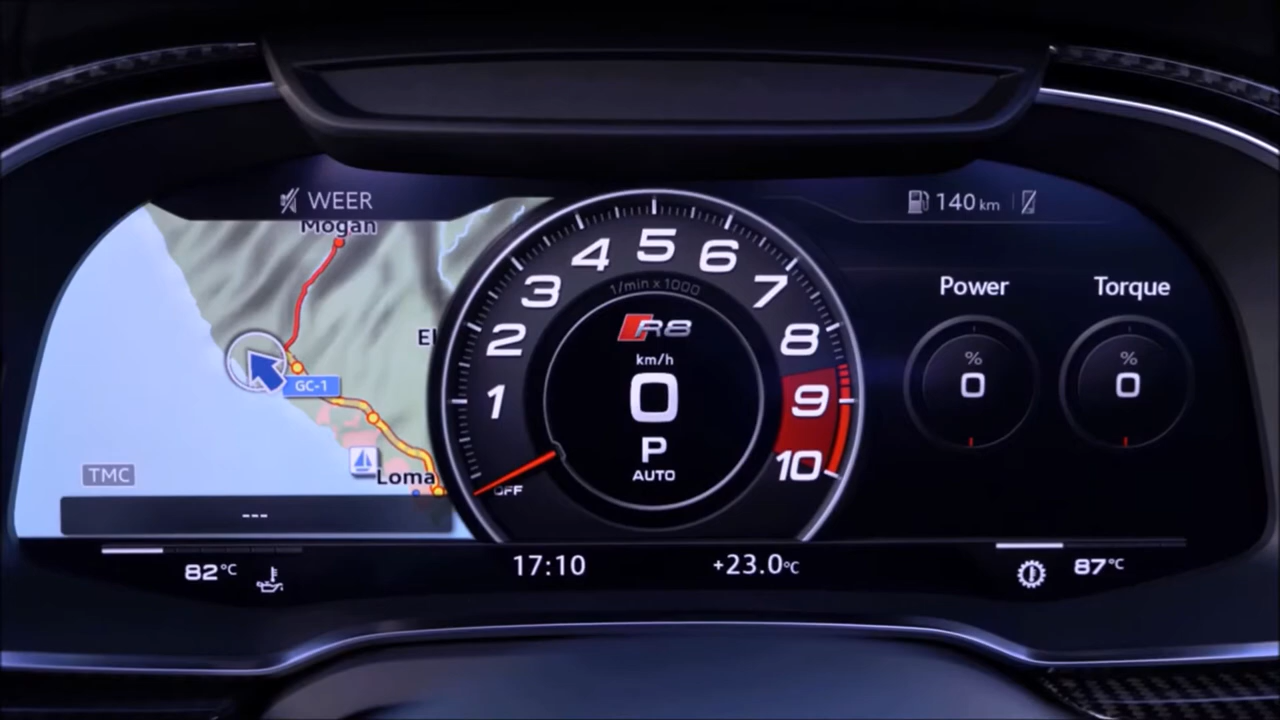 WEER
140 km
Mogan
El
GC-1
TMC
Loma
---
1
2
3
4
5
6
7
8
9
10
1/min x 1000
R8
km/h
0
P
AUTO
OFF
Power
Torque
%
0
%
0
82°C
17:10
+23.0°C
87°C